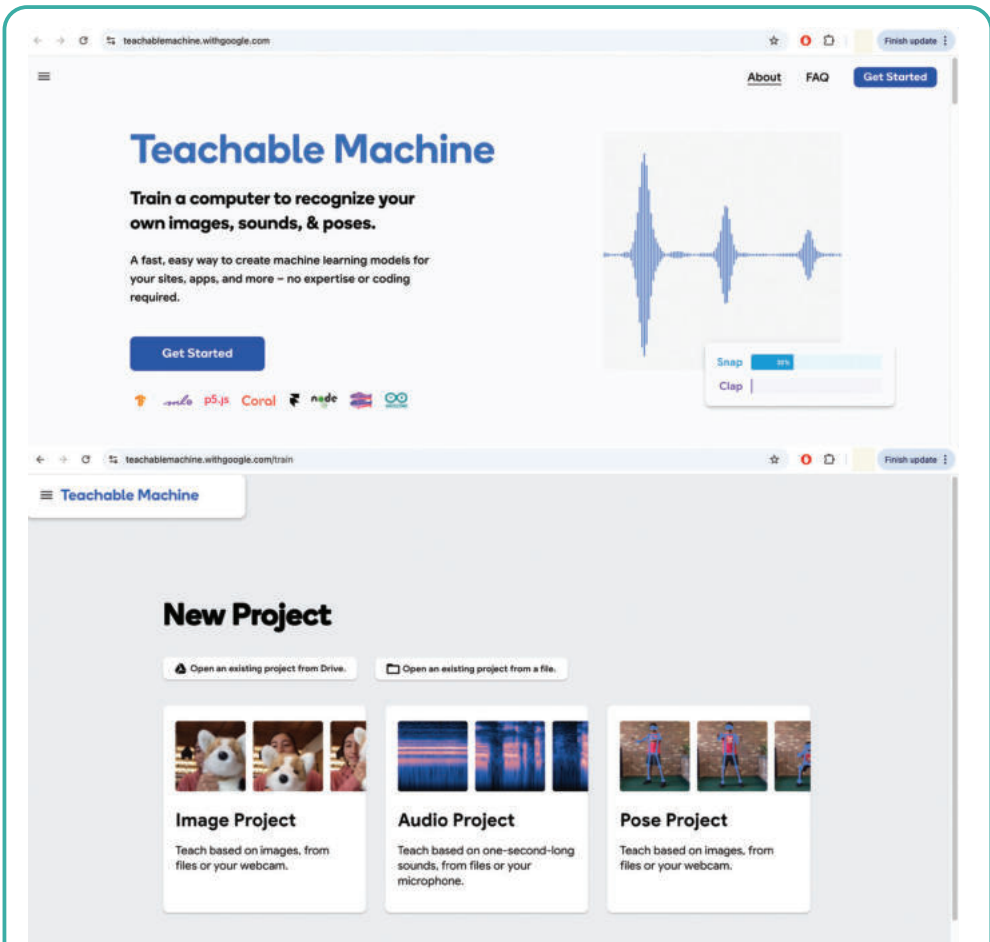 teachablemachine.withgoogle.com
Finish update
About FAQ Get Started
Teachable Machine
Train a computer to recognize your
own images, sounds, & poses.
A fast, easy way to create machine learning models for
your sites, apps, and more – no expertise or coding
required.
Get Started
Snap
Clap
p5.js Coral node
teachablemachine.withgoogle.com/train
Finish update
Teachable Machine
New Project
Open an existing project from Drive.
Open an existing project from a file.
Image Project
Teach based on images, from
files or your webcam.
Audio Project
Teach based on one-second-long
sounds, from files or your
microphone.
Pose Project
Teach based on images, from
files or your webcam.